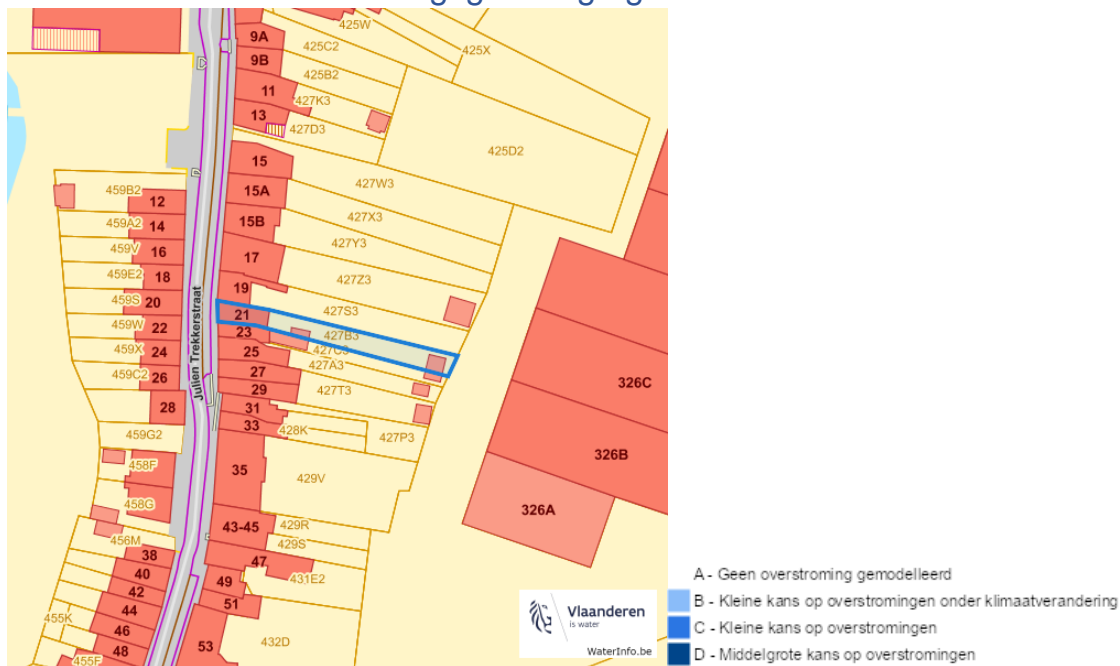 425W
425X
9A
425C2
9B
425B2
11
427K3
13
427D3
425D2
15
427W3
15A
427X3
15B
427Y3
17
427Z3
19
427S3
21
427B3
23
427C3
25
427A3
27
427T3
29
31
428K
33
427P3
35
429V
43-45
429R
429S
47
431E2
49
51
53
432D
D
P
Julien Trekkerstraat
459B2
12
459A2
14
459V
16
459E2
18
459S
20
459W
22
459X
24
459C2
26
28
459G2
458F
458G
456M
38
40
42
44
455K
46
48
455F
326C
326B
326A
Vlaanderen
is water
WaterInfo.be
A - Geen overstroming gemodelleerd
B - Kleine kans op overstromingen onder klimaatverandering
C - Kleine kans op overstromingen
D - Middelgrote kans op overstromingen